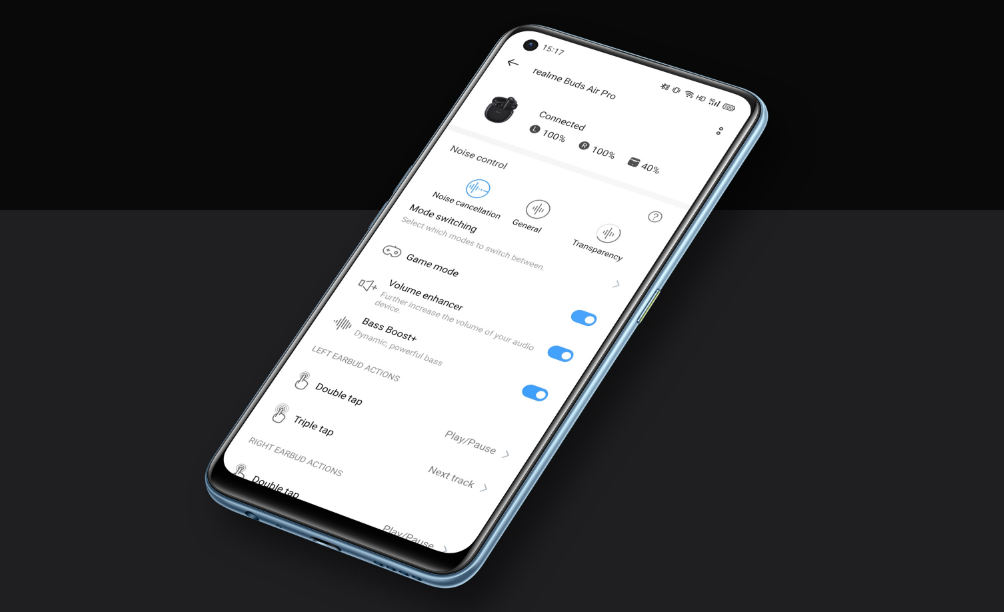 15:17
HD
realme Buds Air Pro
Connected
L 100% R 100% 40%
Noise control
?
Noise cancellation General Transparency
Mode switching
Select which modes to switch between.
Game mode
Volume enhancer
Further increase the volume of your audio
device.
Bass Boost+
Dynamic, powerful bass
LEFT EARBUD ACTIONS
Double tap Play/Pause
Triple tap Next track
RIGHT EARBUD ACTIONS
Double tap Play/Pause